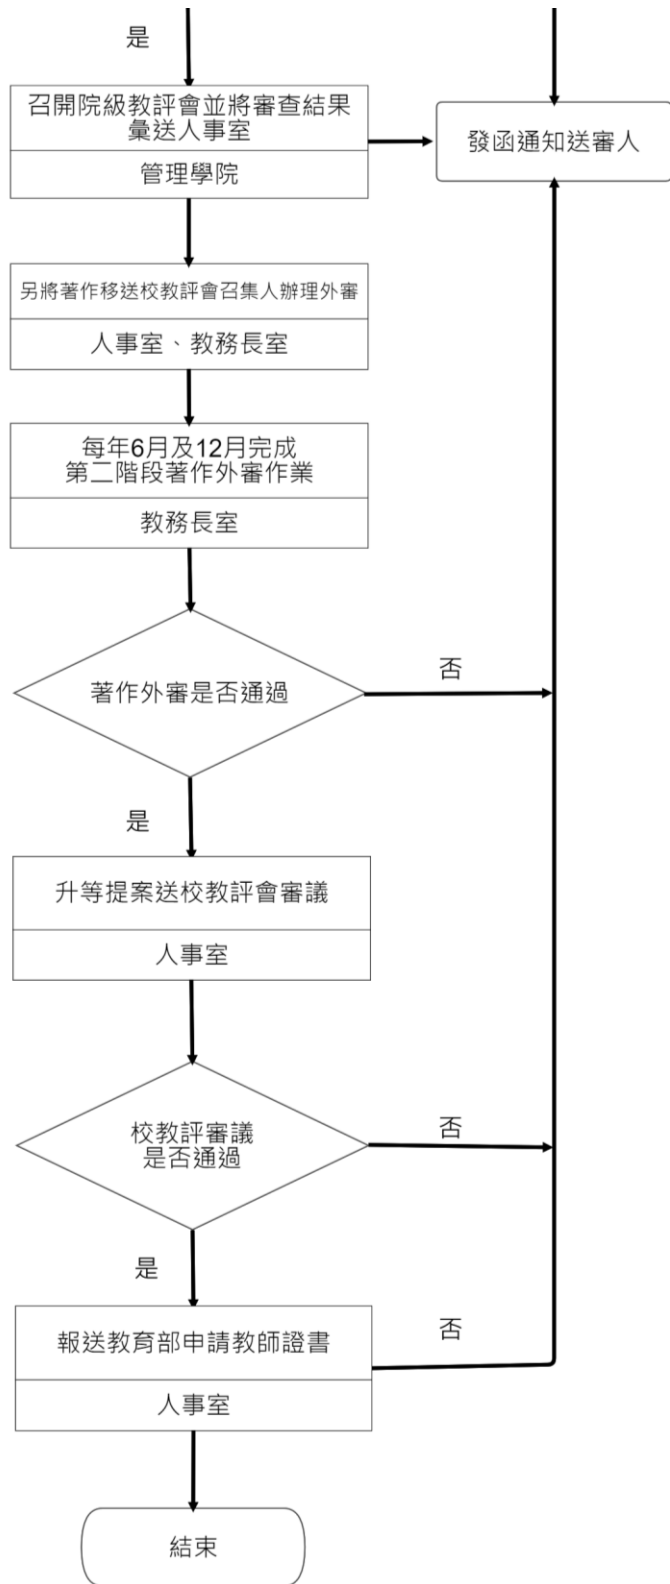 是
召開院級教評會並將審查結果
彙送人事室
管理學院
發函通知送審人
另將著作移送校教評會召集人辦理外審
人事室、教務長室
每年6月及12月完成
第二階段著作外審作業
教務長室
著作外審是否通過
否
是
升等提案送校教評會審議
人事室
校教評審議
是否通過
否
是
報送教育部申請教師證書
否
人事室
結束